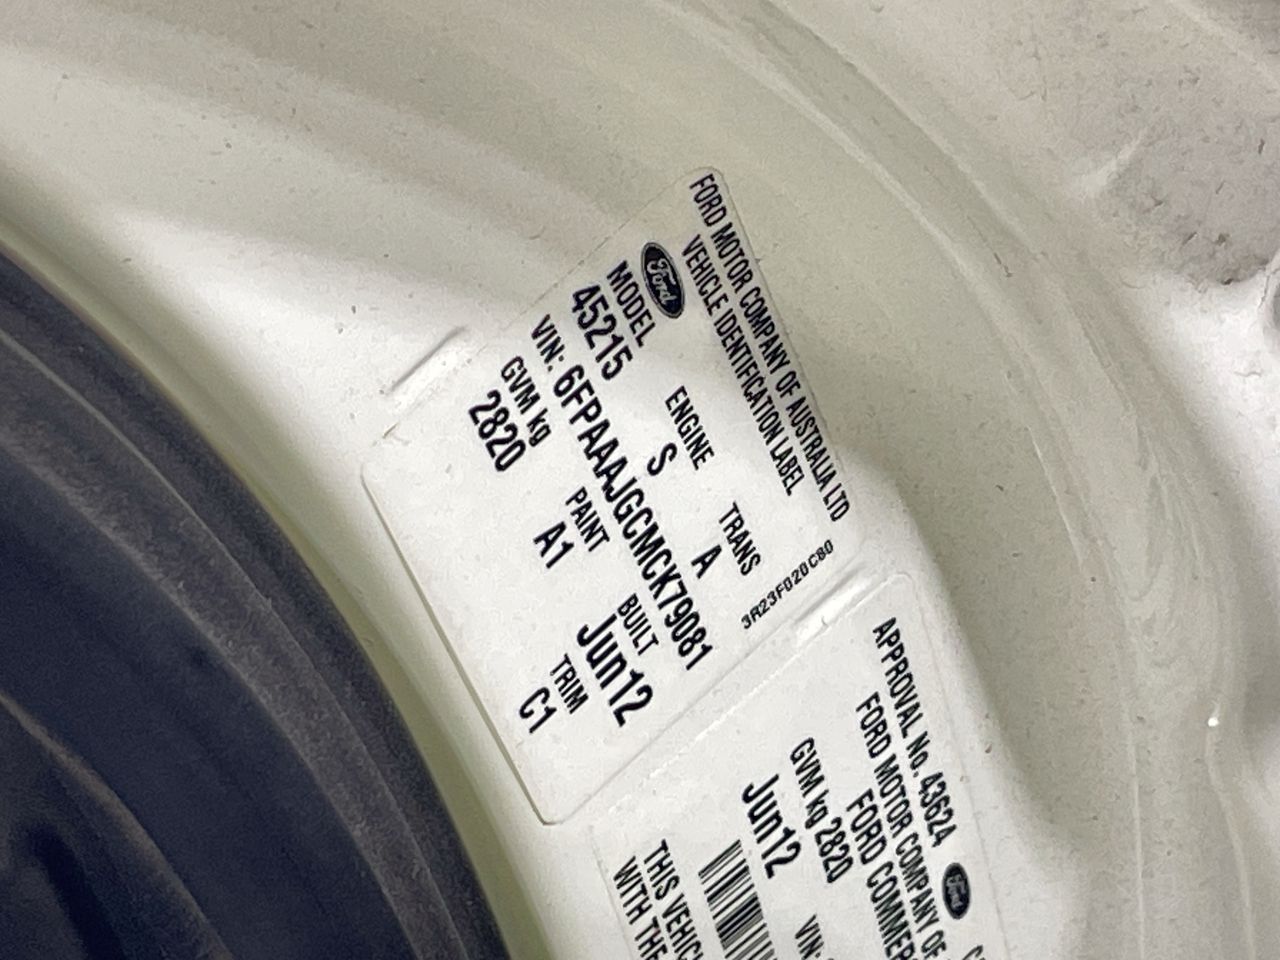 FORD MOTOR COMPANY OF AUSTRALIA LTD
VEHICLE IDENTIFICATION LABEL
Ford
MODEL ENGINE TRANS
45215 S A
VIN: 6FPAAAJGCMCK79081
GVM kg PAINT BUILT
2820 A1 Jun12
TRIM
C1
3R23F020C80
APPROVAL No. 43624
FORD MOTOR COMPANY OF
FORD
Ford
GVM kg 2820
VIN:
Jun12
THIS
WITH THE